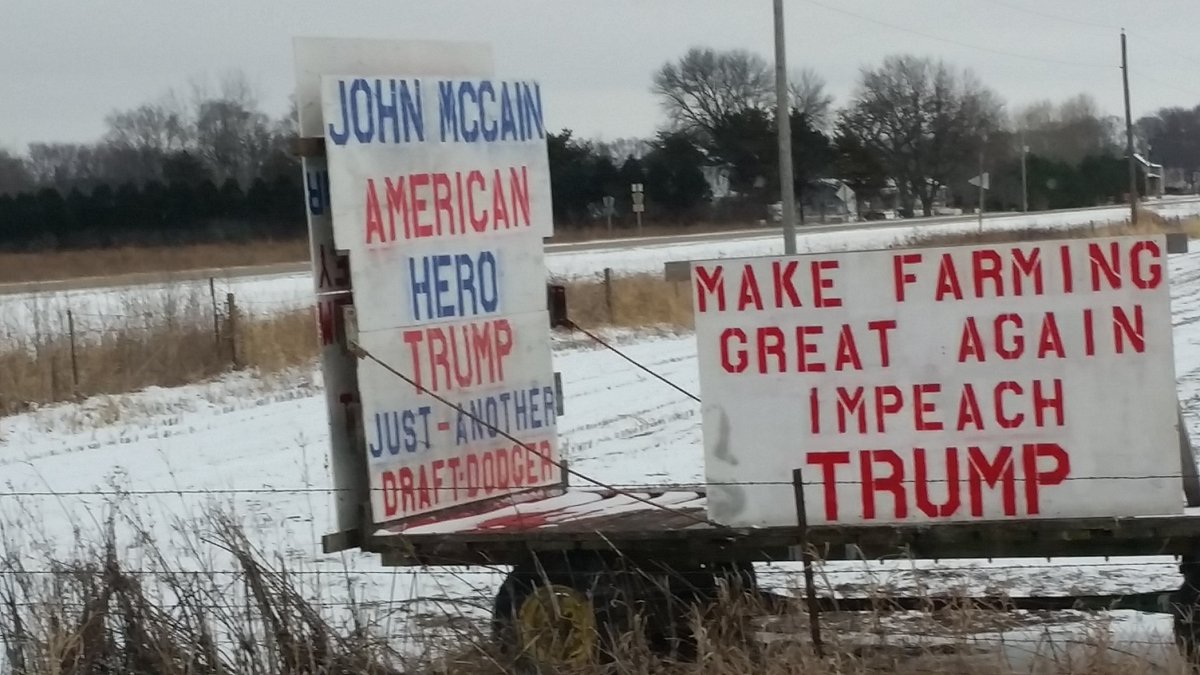 JOHN MCCAIN
AMERICAN
HERO
TRUMP
JUST-ANOTHER
DRAFT-DODGER
MAKE FARMING
GREAT AGAIN
IMPEACH
TRUMP